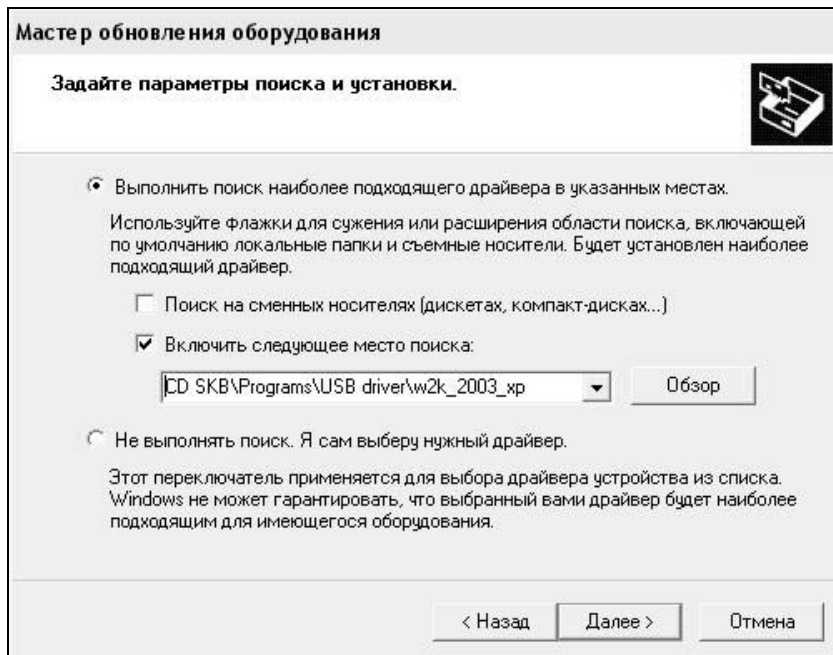 Мастер обновления оборудования
Задайте параметры поиска и установки.
Выполнить поиск наиболее подходящего драйвера в указанных местах.
Используйте флажки для сужения или расширения области поиска, включающей
по умолчанию локальные папки и съемные носители. Будет установлен наиболее
подходящий драйвер.
Поиск на сменных носителях (дискетах, компакт-дисках...)
Включить следующее место поиска:
CD SKB\Programs\USB driver\w2k_2003_xp
Обзор
Не выполнять поиск. Я сам выберу нужный драйвер.
Этот переключатель применяется для выбора драйвера устройства из списка.
Windows не может гарантировать, что выбранный вами драйвер будет наиболее
подходящим для имеющегося оборудования.
< Назад
Далее >
Отмена